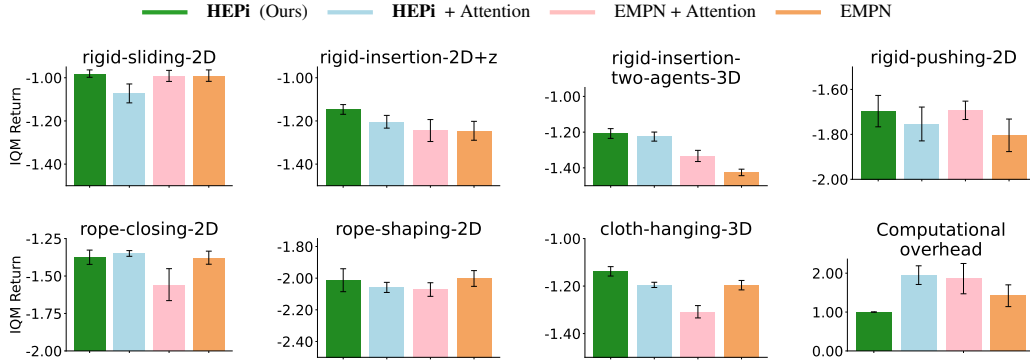 HEPi (Ours) HEPi + Attention EMPN + Attention EMPN
rigid-sliding-2D
IQM Return
-1.00
-1.20
-1.40
rigid-insertion-2D+z
-1.00
-1.20
-1.40
rigid-insertion-
two-agents-3D
-1.00
-1.20
-1.40
rigid-pushing-2D
-1.60
-1.80
-2.00
rope-closing-2D
IQM Return
-1.25
-1.50
-1.75
-2.00
rope-shaping-2D
-1.80
-2.00
-2.20
-2.40
cloth-hanging-3D
-1.00
-1.20
-1.40
Computational
overhead
2.00
1.00
0.00